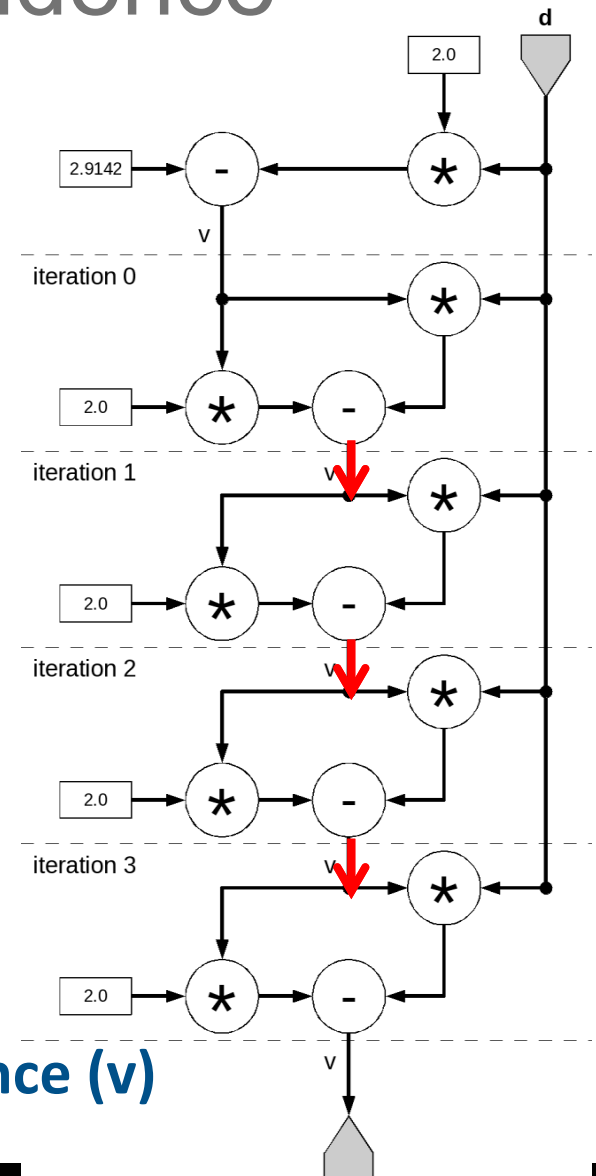 d
2.0
2.9142 - *
v
iteration 0
*
2.0 * -
iteration 1 v
*
2.0 * -
iteration 2 v
*
2.0 * -
iteration 3 v
*
2.0 * -
v
(v)